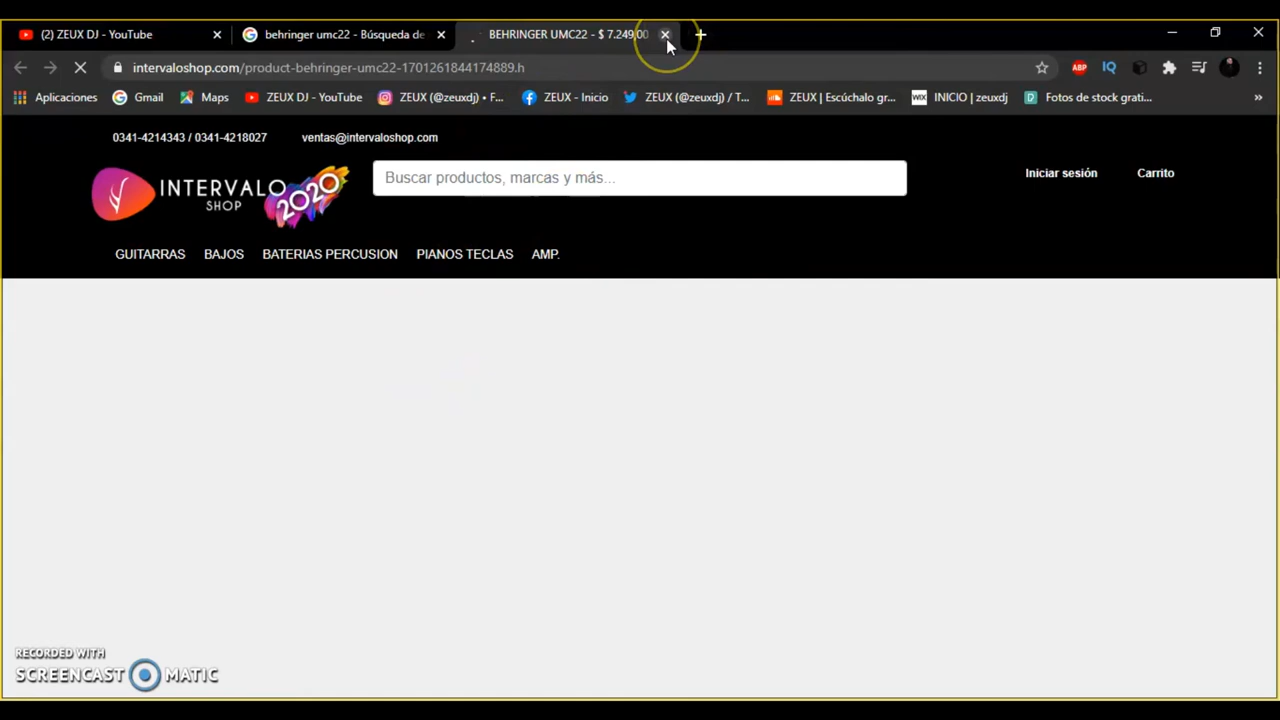 (2) ZEUX DJ - YouTube
behringer umc22 - Búsqueda de
BEHRINGER UMC22 - $ 7.249,00
intervaloshop.com/product-behringer-umc22-1701261844174889.h
ABP
IQ
Aplicaciones
Gmail
Maps
ZEUX DJ - YouTube
ZEUX (@zeuxdj) • F...
ZEUX - Inicio
ZEUX (@zeuxdj) / T...
ZEUX | Escúchalo gr...
WIX
INICIO | zeuxdj
D
Fotos de stock grati...
»
0341-4214343 / 0341-4218027
ventas@intervaloshop.com
INTERVALO
SHOP
2020
Buscar productos, marcas y más...
Iniciar sesión
Carrito
GUITARRAS
BAJOS
BATERIAS PERCUSION
PIANOS TECLAS
AMP.
RECORDED WITH
SCREENCAST MATIC